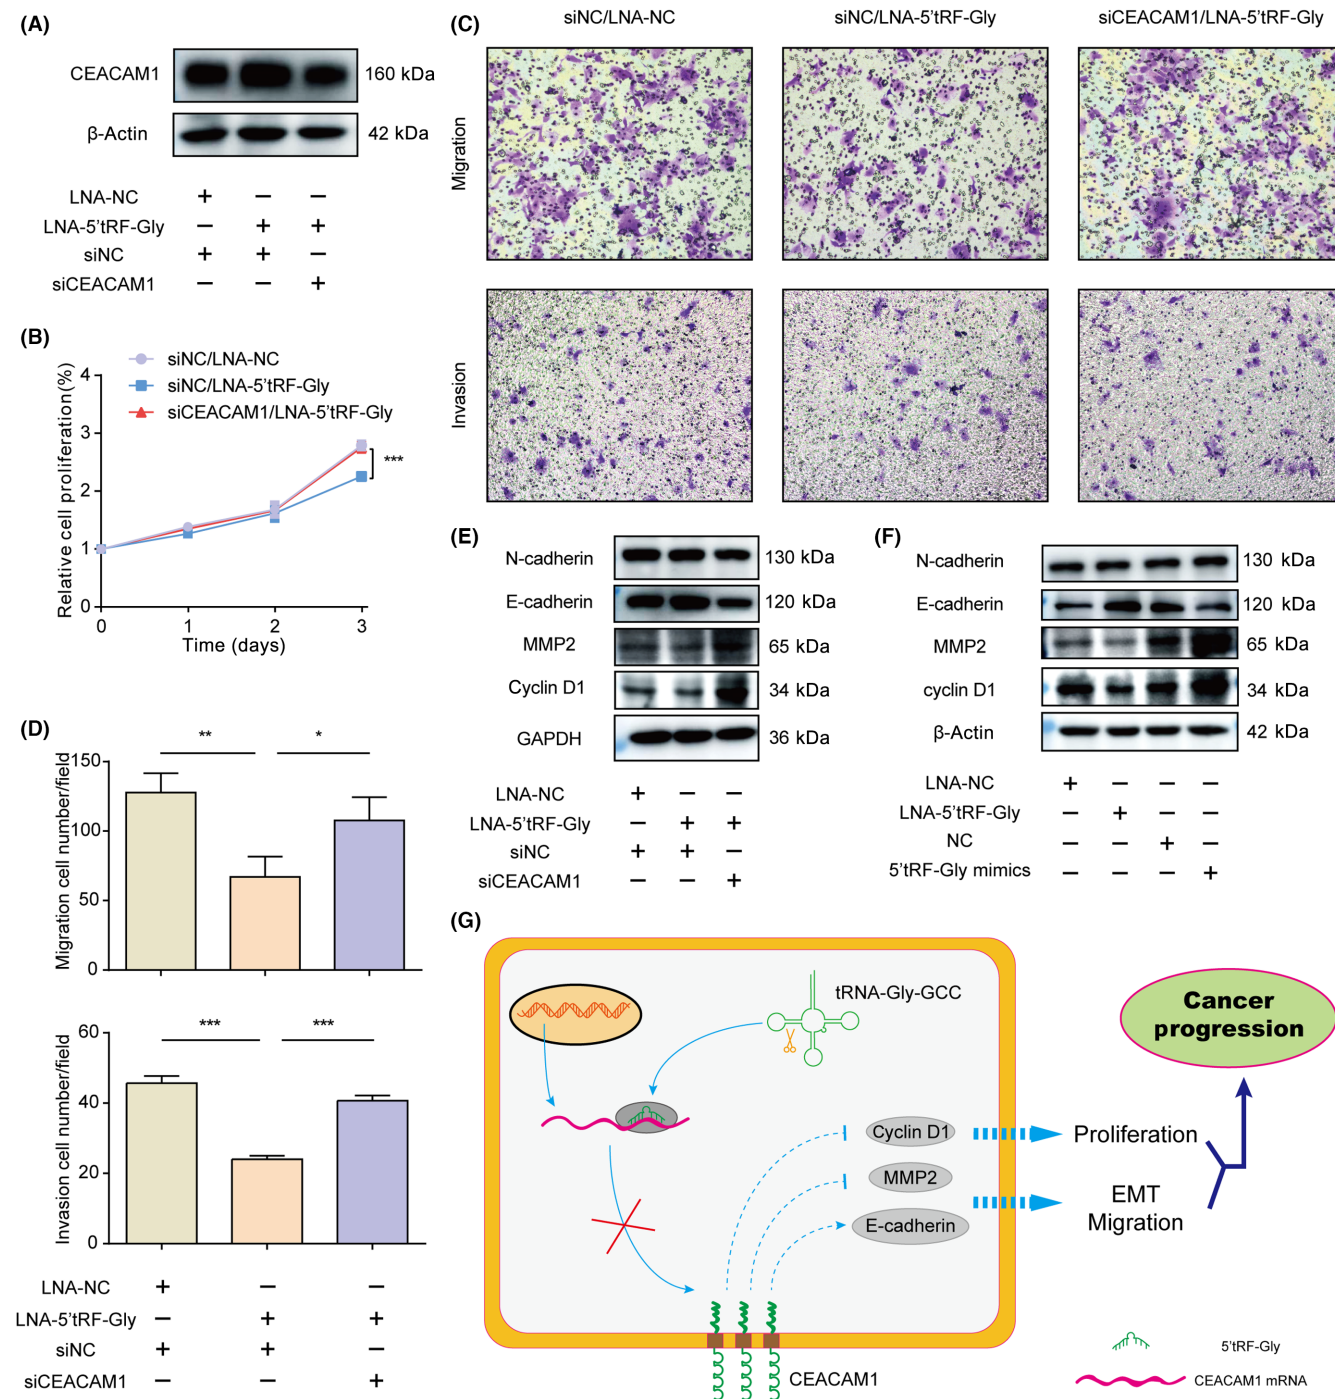 (A)
CEACAM1
160 kDa
β-Actin
42 kDa
LNA-NC + − −
LNA-5'tRF-Gly − + +
siNC + + −
siCEACAM1 − − +
(B)
siNC/LNA-NC
siNC/LNA-5'tRF-Gly
siCEACAM1/LNA-5'tRF-Gly
Relative cell proliferation(%)
4
3
2
1
0
***
0 1 2 3
Time (days)
(C)
siNC/LNA-NC siNC/LNA-5'tRF-Gly siCEACAM1/LNA-5'tRF-Gly
Migration
Invasion
(D)
** *
Migration cell number/field
150
100
50
0
*** ***
Invasion cell number/field
60
40
20
0
LNA-NC + − −
LNA-5'tRF-Gly − + +
siNC + + −
siCEACAM1 − − +
(E)
N-cadherin 130 kDa
E-cadherin 120 kDa
MMP2 65 kDa
Cyclin D1 34 kDa
GAPDH 36 kDa
LNA-NC + − −
LNA-5'tRF-Gly − + +
siNC + + −
siCEACAM1 − − +
(F)
N-cadherin 130 kDa
E-cadherin 120 kDa
MMP2 65 kDa
cyclin D1 34 kDa
β-Actin 42 kDa
LNA-NC + − − −
LNA-5'tRF-Gly − + − −
NC − − + −
5'tRF-Gly mimics − − − +
(G)
tRNA-Gly-GCC
Cyclin D1
MMP2
E-cadherin
CEACAM1
Proliferation
EMT
Migration
Cancer
progression
5'tRF-Gly
CEACAM1 mRNA